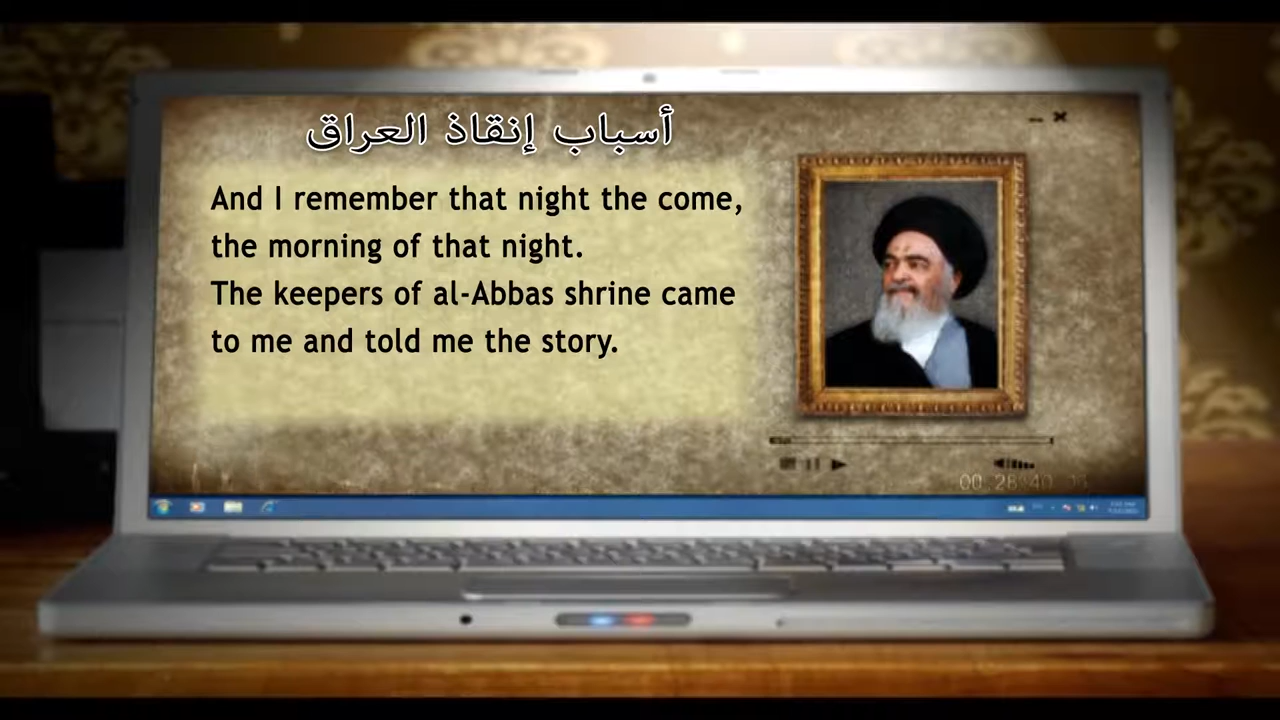 أسباب إنقاذ العراق
And I remember that night the come,
the morning of that night.
The keepers of al-Abbas shrine came
to me and told me the story.